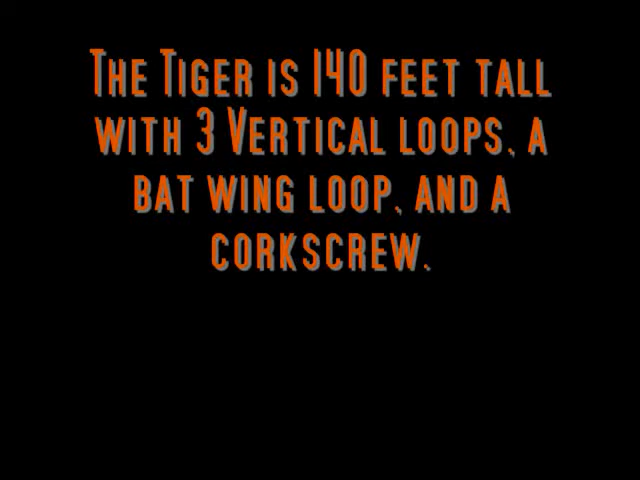 The Tiger is 140 feet tall
with 3 Vertical loops, a
bat wing loop, and a
corkscrew.